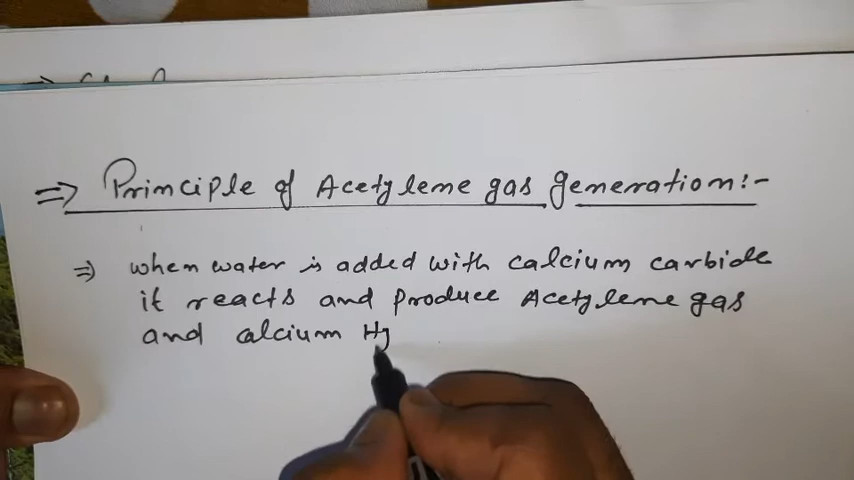 ⇒ Principle of Acetylene gas generation:-
⇒ when water is added with calcium carbide
it reacts and produce Acetylene gas
and calcium Hy